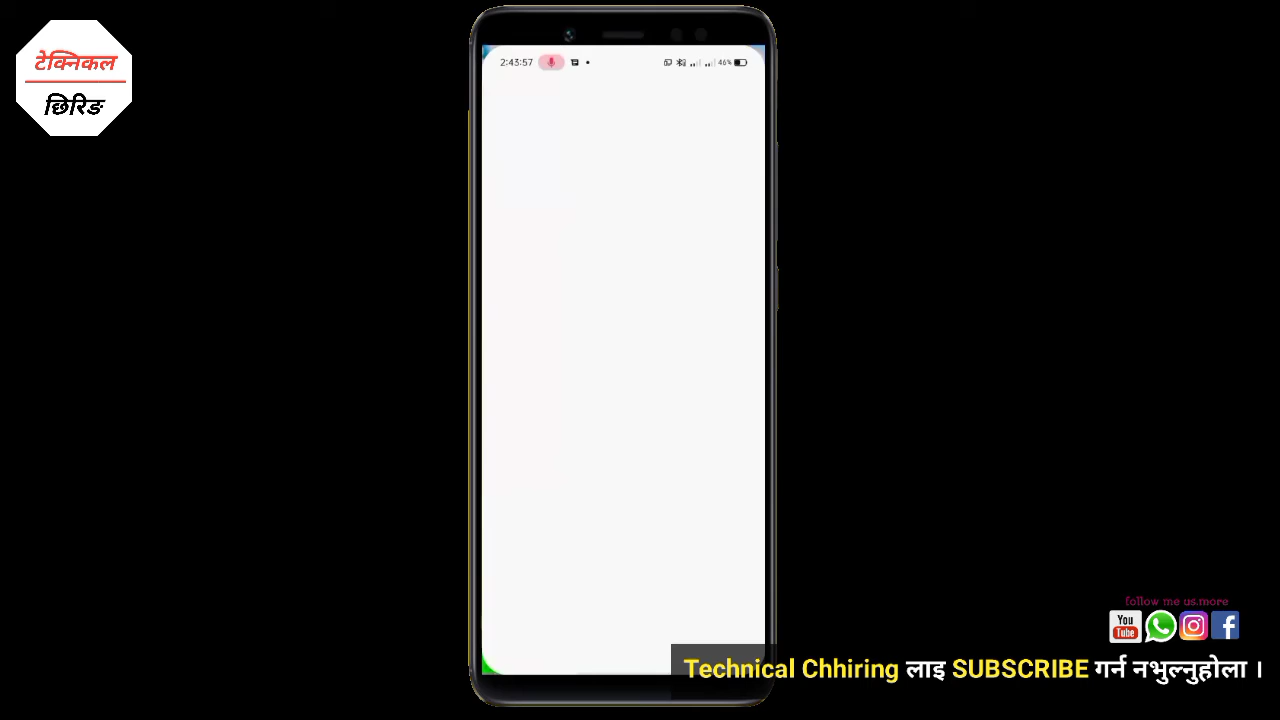 टेक्निकल
छिरिङ
2:43:57
46%
follow me us.more
You
Tube
Technical Chhiring लाइ SUBSCRIBE गर्न नभुल्नुहोला ।